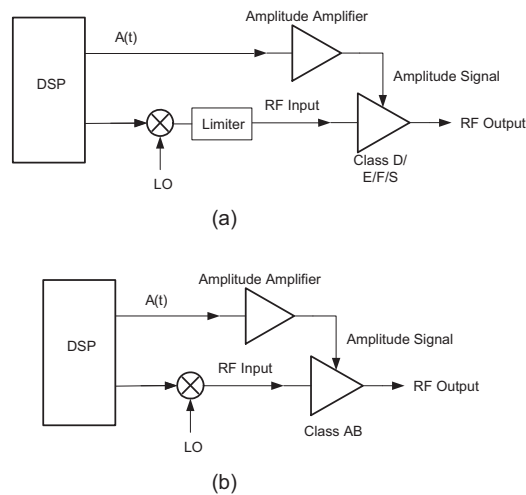 Amplitude Amplifier
A(t)
DSP
Amplitude Signal
RF Input
Limiter
RF Output
Class D/
E/F/S
LO
(a)
Amplitude Amplifier
A(t)
DSP
Amplitude Signal
RF Input
RF Output
Class AB
LO
(b)